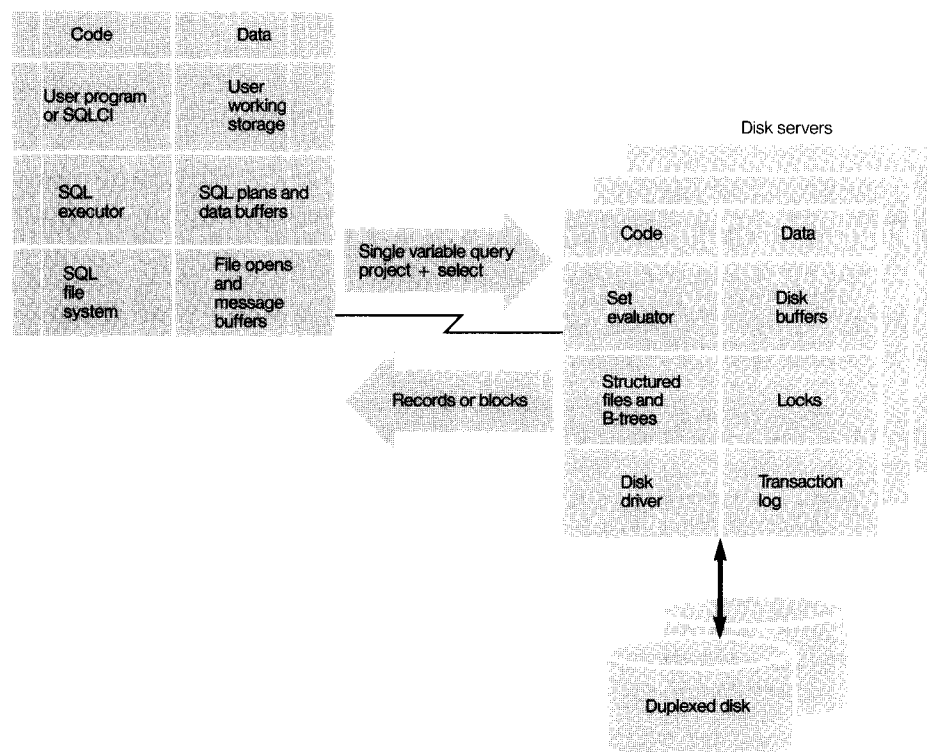 Code
Data
User program
or SQLCI
User
working
storage
SQL
executor
SQL plans and
data buffers
SQL
file
system
File opens
and
message
buffers
Single variable query
project + select
Records or blocks
Disk servers
Code
Data
Set
evaluator
Disk
buffers
Structured
files and
B-trees
Locks
Disk
driver
Transaction
log
Duplexed disk